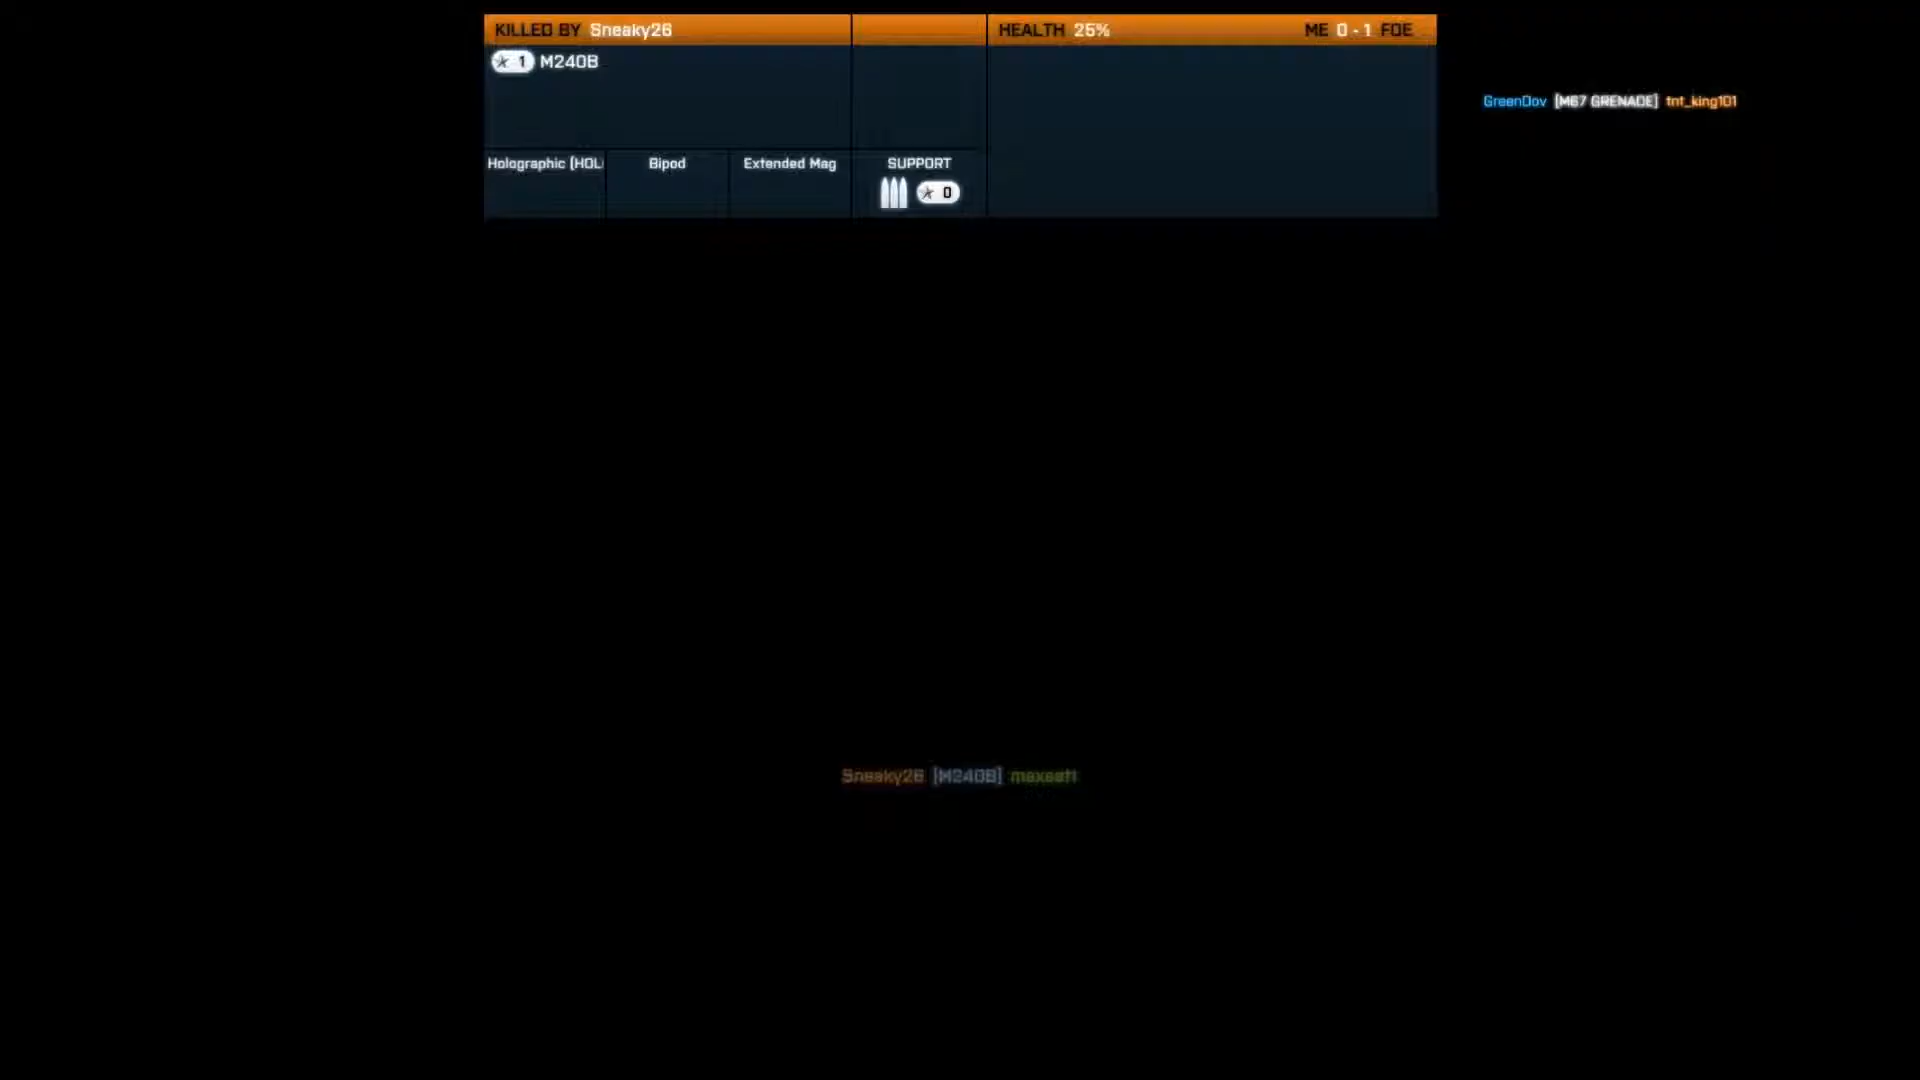 KILLED BY Sneaky26
HEALTH 25%
ME 0 - 1 FOE
1 M240B
GreenDov [M67 GRENADE] tnt_king101
Holographic (HOL
Bipod
Extended Mag
SUPPORT
0
Sneaky26 [M240B]